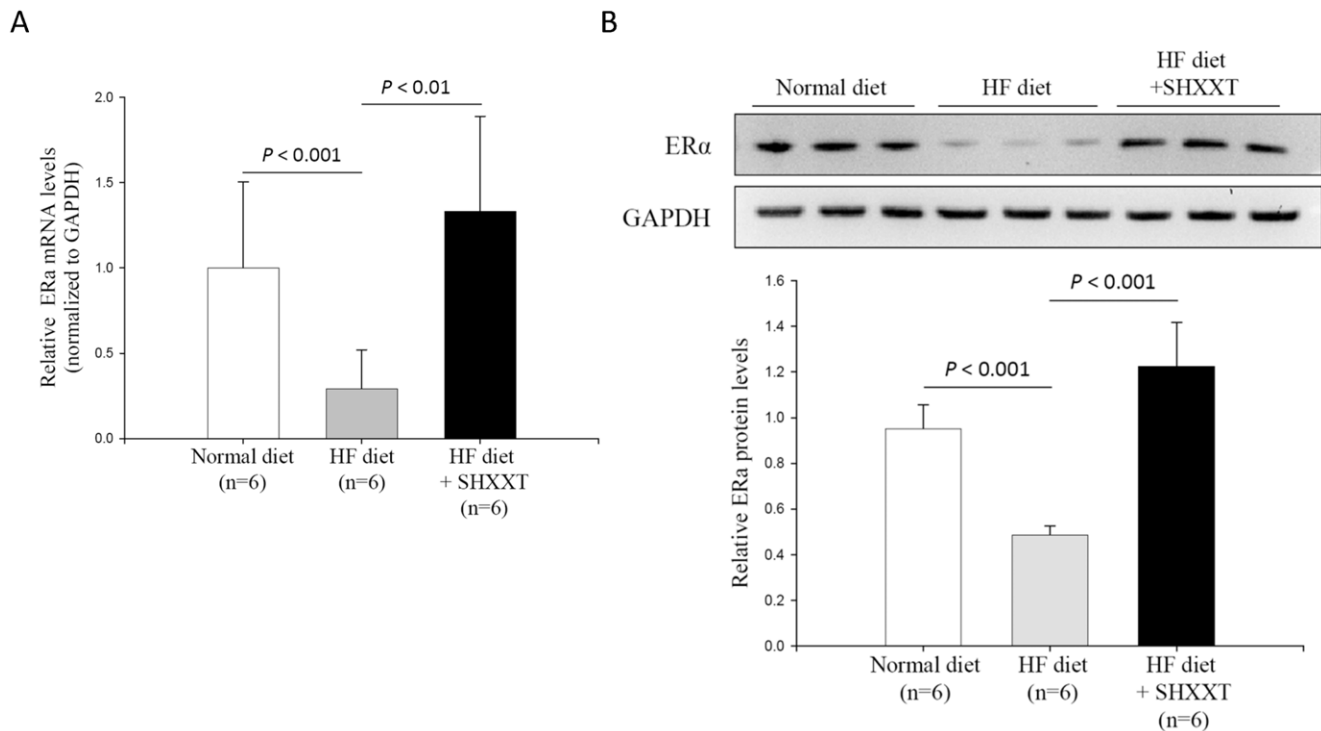 A
B
Relative ERa mRNA levels
(normalized to GAPDH)
2.0
1.5
1.0
0.5
0.0
P < 0.001
P < 0.01
Normal diet
(n=6)
HF diet
(n=6)
HF diet
+ SHXXT
(n=6)
Normal diet
HF diet
HF diet
+SHXXT
ERα
GAPDH
Relative ERa protein levels
1.6
1.4
1.2
1.0
0.8
0.6
0.4
0.2
0.0
P < 0.001
P < 0.001
Normal diet
(n=6)
HF diet
(n=6)
HF diet
+ SHXXT
(n=6)